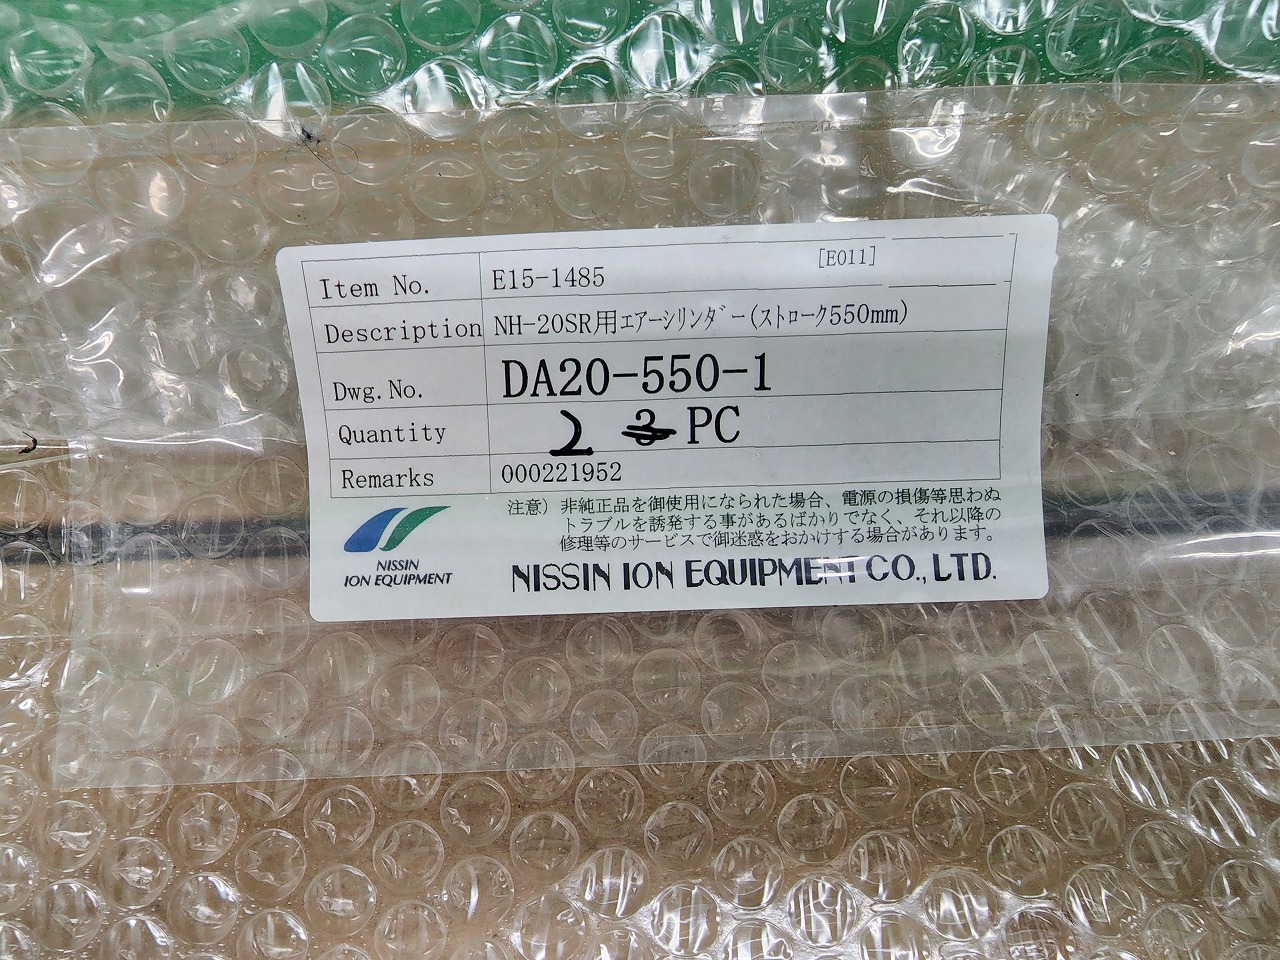 Item No. E15-1485 [E011]
Description NH-20SR用ｴｱｰｼﾘﾝﾀﾞｰ(ｽﾄﾛｰｸ550mm)
Dwg.No. DA20-550-1
Quantity 2 3 PC
Remarks 000221952
注意）非純正品を御使用になられた場合、電源の損傷等思わぬ
トラブルを誘発する事があるばかりでなく、それ以降の
修理等のサービスで御迷惑をおかけする場合があります。
NISSIN
ION EQUIPMENT
NISSIN ION EQUIPMENT CO., LTD.